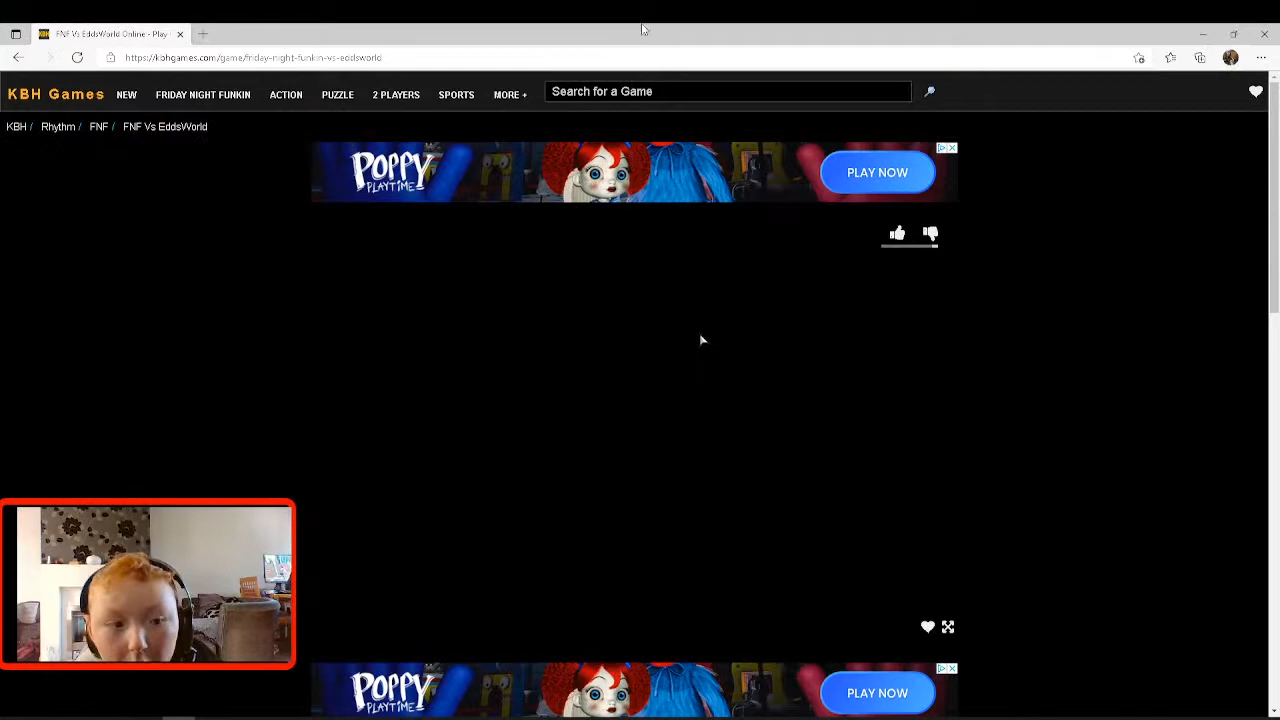 FNF Vs EddsWorld Online - Play
https://kbhgames.com/game/friday-night-funkin-vs-eddsworld
KBH Games NEW FRIDAY NIGHT FUNKIN ACTION PUZZLE 2 PLAYERS SPORTS MORE + Search for a Game
KBH / Rhythm / FNF / FNF Vs EddsWorld
POPPY
PLAYTIME
PLAY NOW
POPPY
PLAYTIME
PLAY NOW